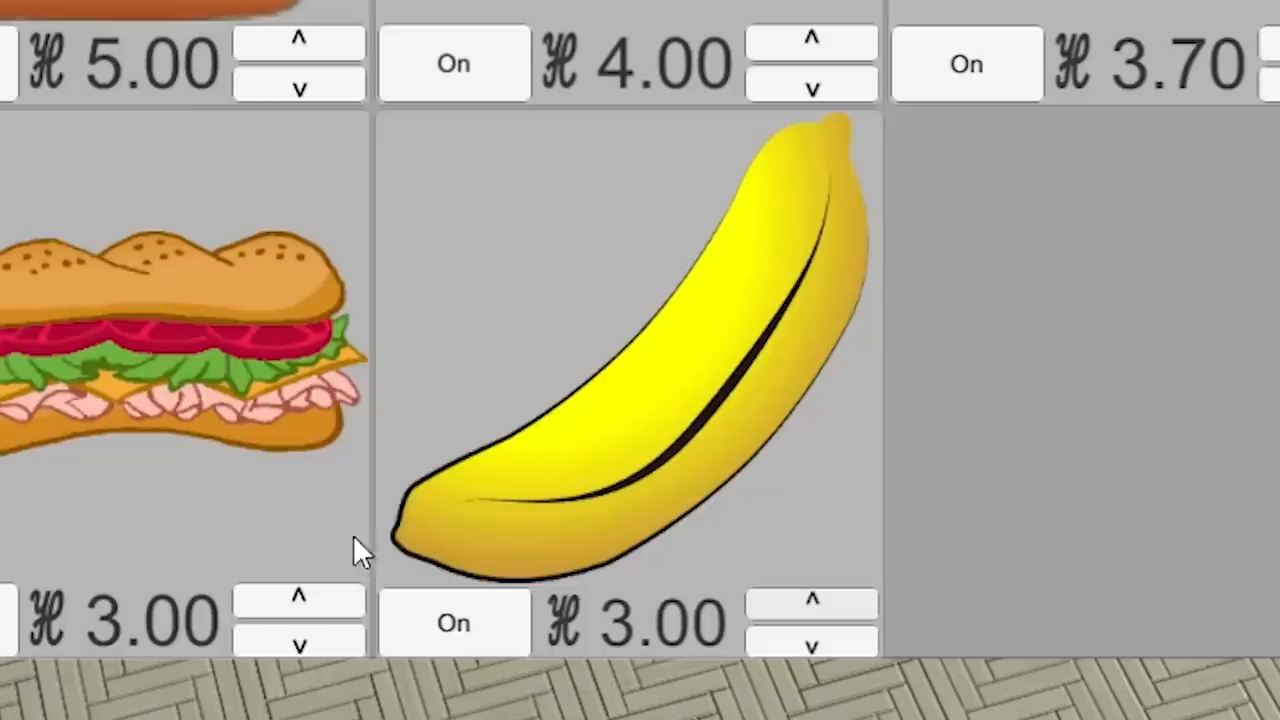 ℋ 5.00 ^ v On ℋ 4.00 ^ v On ℋ 3.70
ℋ 3.00 ^ v On ℋ 3.00 ^ v